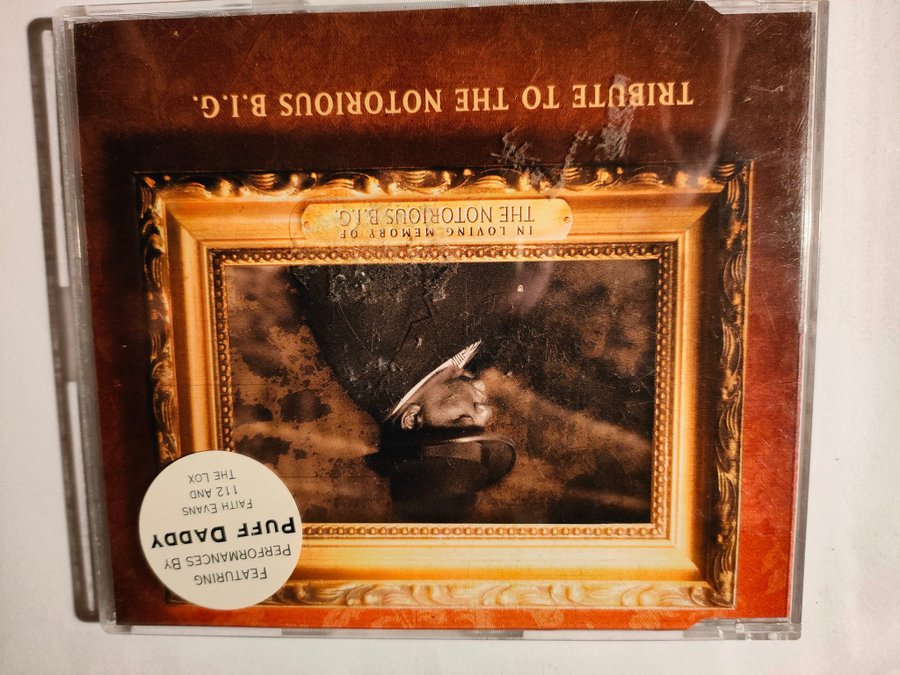 FEATURING
PERFORMANCES BY
PUFF DADDY
FAITH EVANS
112 AND
THE LOX
IN LOVING MEMORY OF
THE NOTORIOUS B.I.G.
TRIBUTE TO THE NOTORIOUS B.I.G.